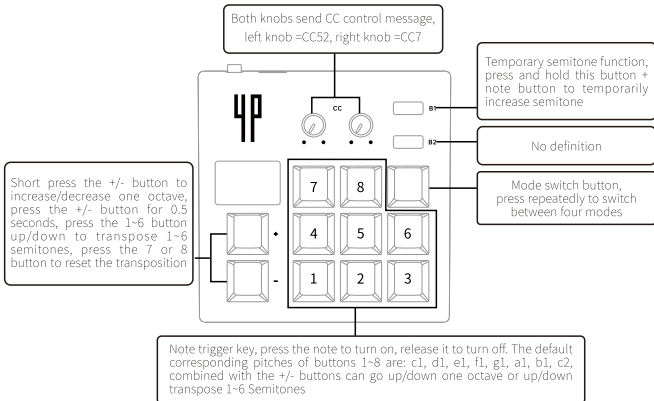 Both knobs send CC control message,
left knob =CC52, right knob =CC7
Temporary semitone function,
press and hold this button +
note button to temporarily
increase semitone
CC
B1
B2
No definition
Mode switch button,
press repeatedly to switch
between four modes
Short press the +/- button to
increase/decrease one octave,
press the +/- button for 0.5
seconds, press the 1~6 button
up/down to transpose 1~6
semitones, press the 7 or 8
button to reset the transposition
7 8
+ 4 5 6
- 1 2 3
Note trigger key, press the note to turn on, release it to turn off. The default
corresponding pitches of buttons 1~8 are: c1, d1, e1, f1, g1, a1, b1, c2,
combined with the +/- buttons can go up/down one octave or up/down
transpose 1~6 Semitones